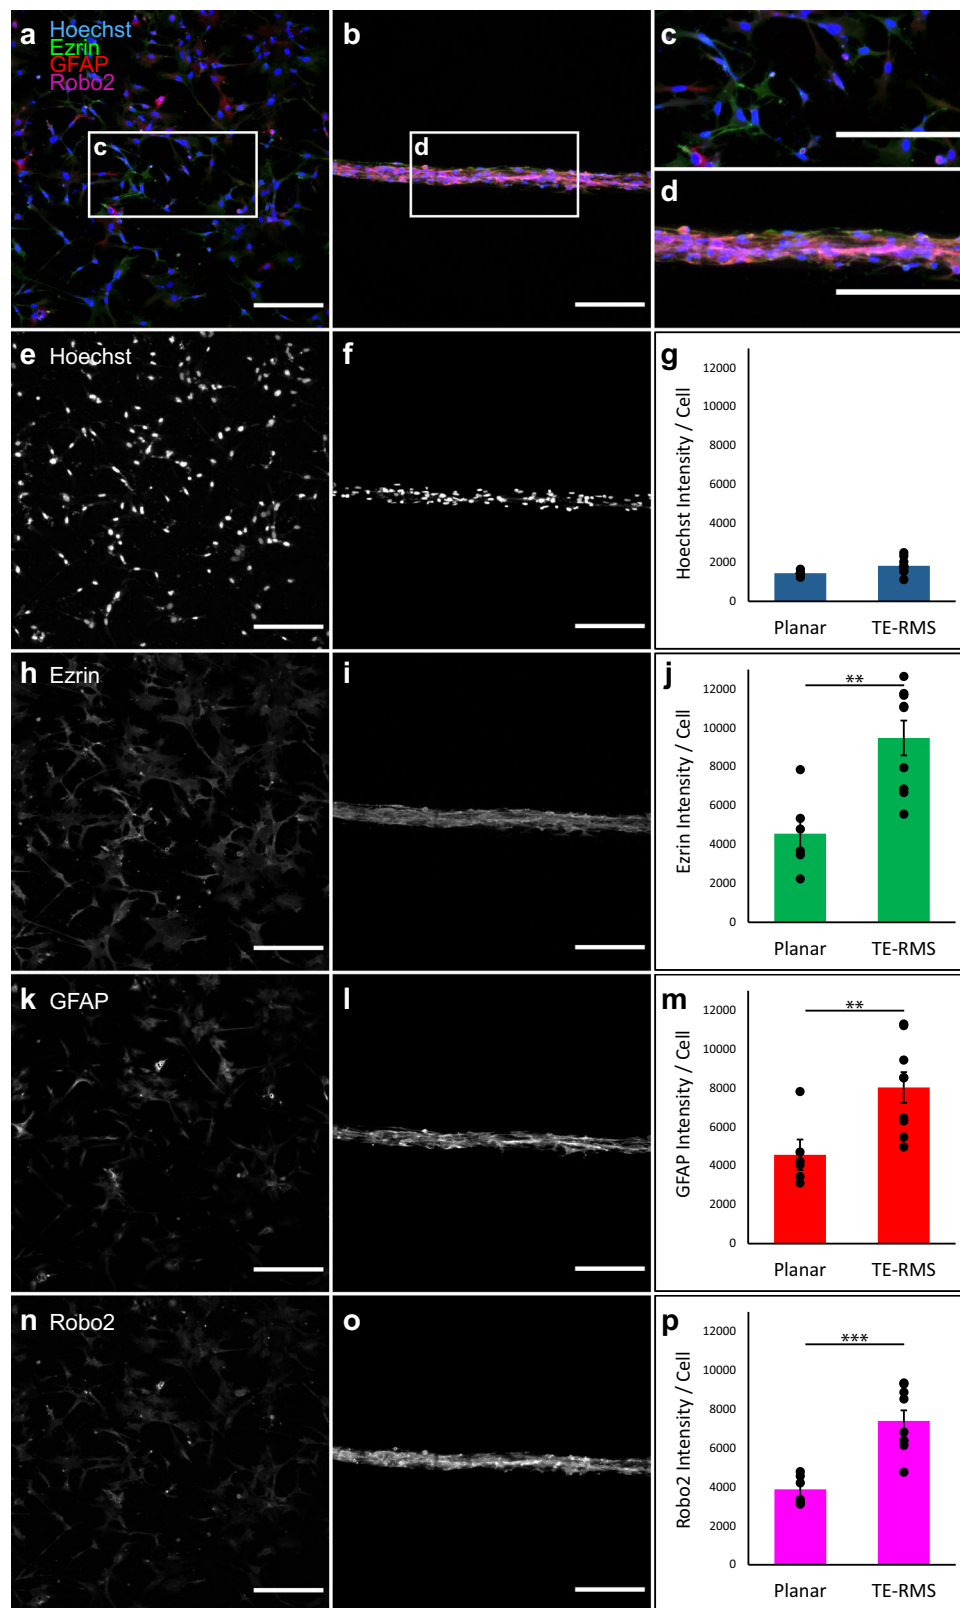 a
Hoechst
Ezrin
GFAP
Robo2
c
b
d
c
d
e Hoechst
f
g
Hoechst Intensity / Cell
12000
10000
8000
6000
4000
2000
0
Planar
TE-RMS
h Ezrin
i
j
Ezrin Intensity / Cell
12000
10000
8000
6000
4000
2000
0
**
Planar
TE-RMS
k GFAP
l
m
GFAP Intensity / Cell
12000
10000
8000
6000
4000
2000
0
**
Planar
TE-RMS
n Robo2
o
p
Robo2 Intensity / Cell
12000
10000
8000
6000
4000
2000
0
***
Planar
TE-RMS